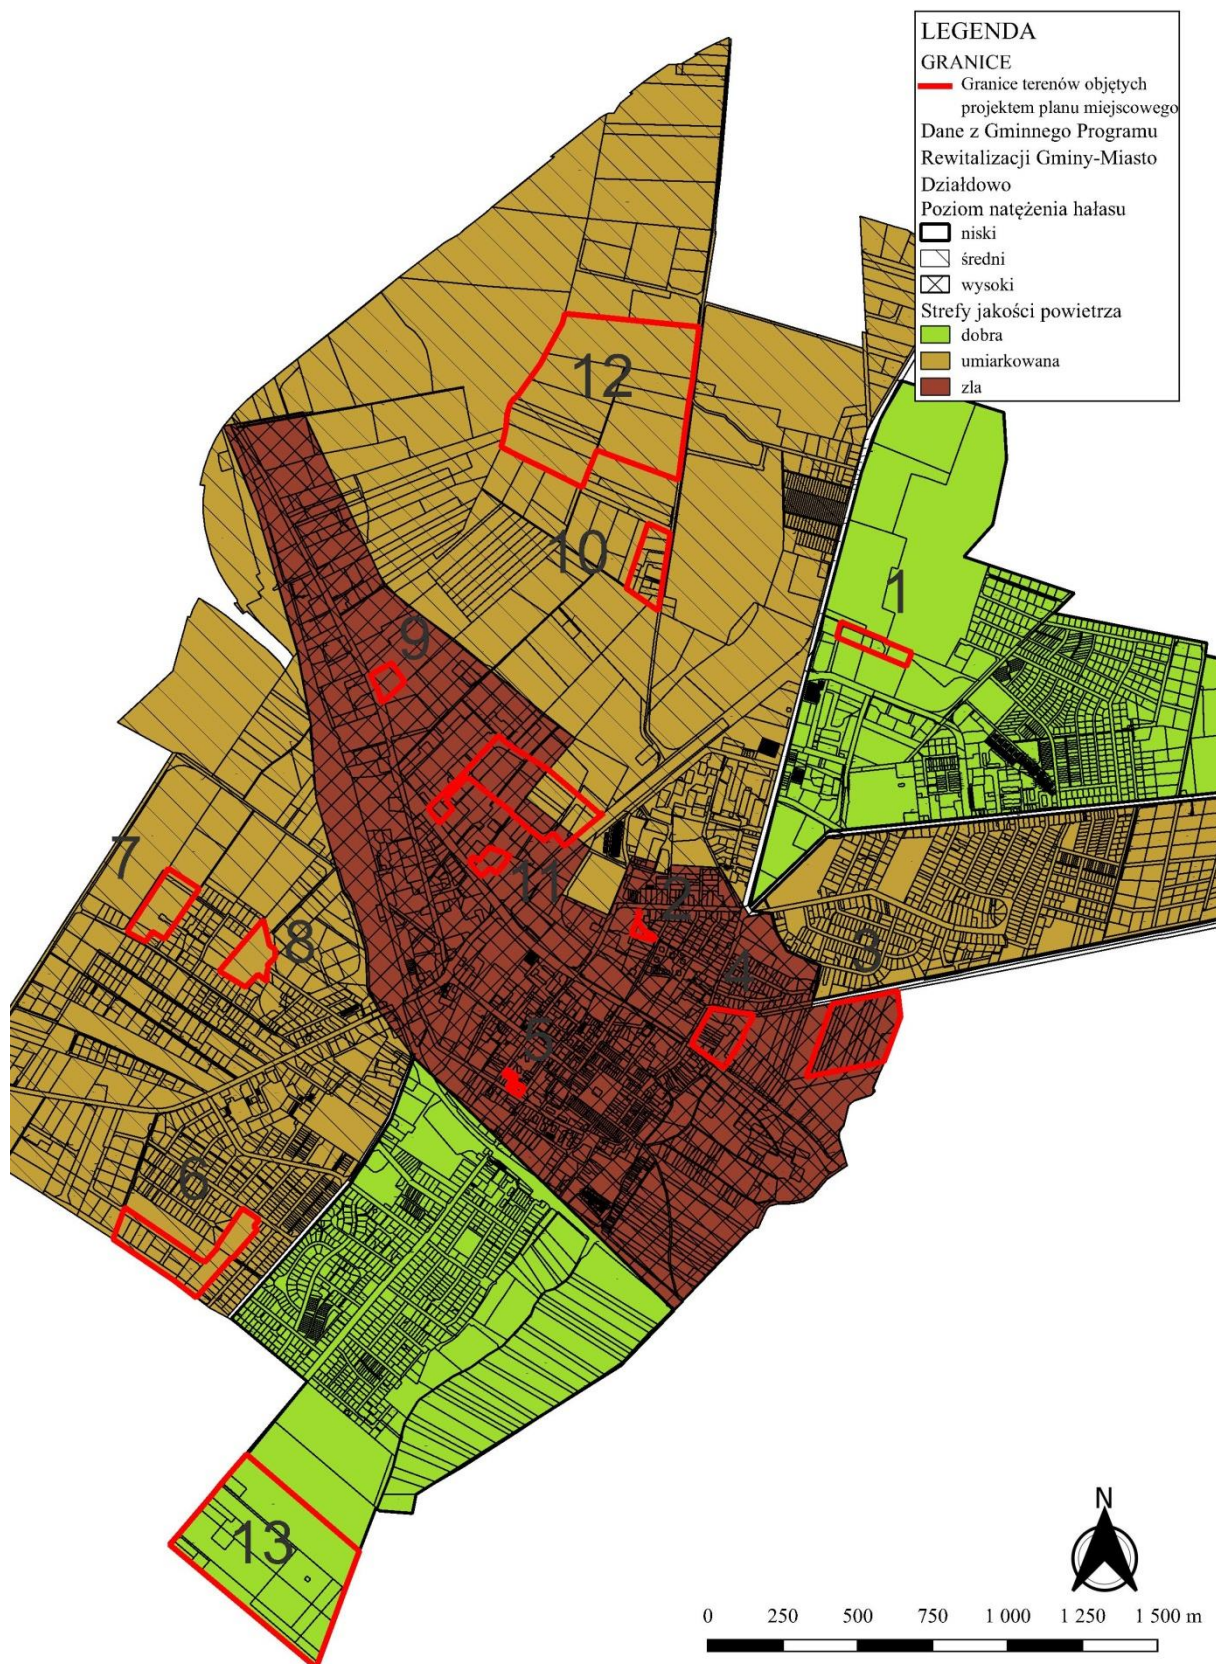 LEGENDA
GRANICE
Granice terenów objętych
projektem planu miejscowego
Dane z Gminnego Programu
Rewitalizacji Gminy-Miasto
Działdowo
Poziom natężenia hałasu
niski
średni
wysoki
Strefy jakości powietrza
dobra
umiarkowana
zla
12
10
1
9
11
2
7
8
3
4
5
6
13
N
0 250 500 750 1 000 1 250 1 500 m